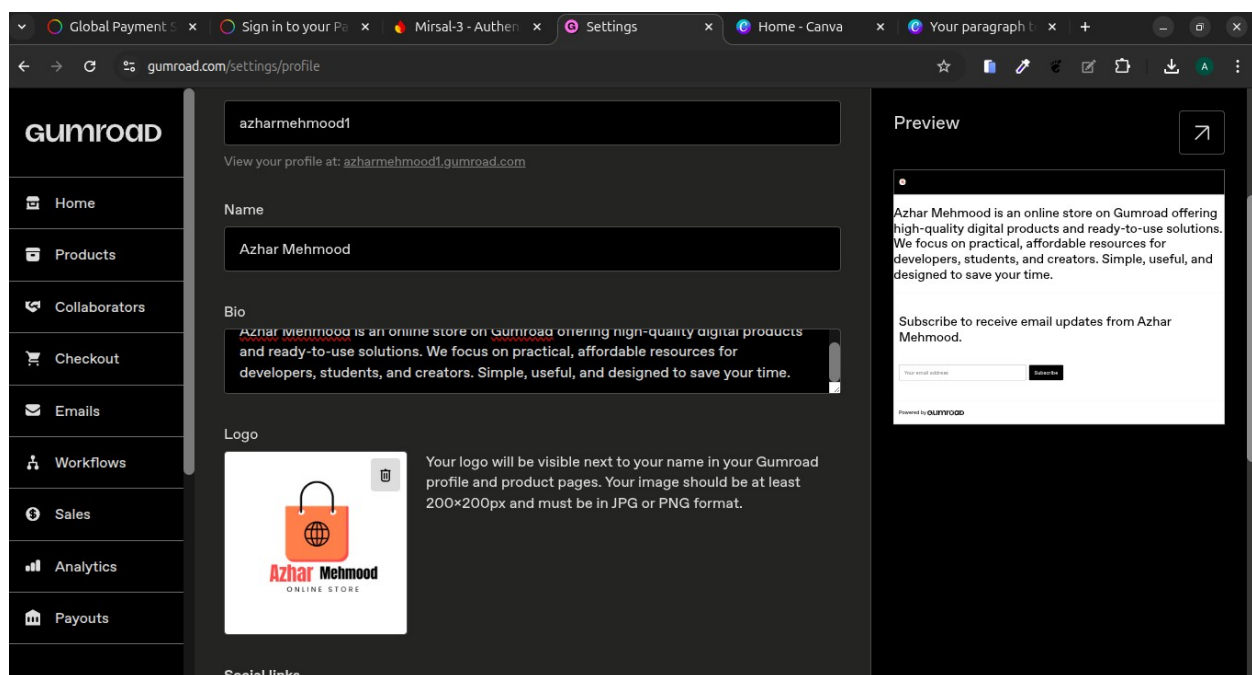 Global Payment S
Sign in to your Pa
Mirsal-3 - Authen
Settings
Home - Canva
Your paragraph t
gumroad.com/settings/profile
A
GUMROAD
Home
Products
Collaborators
Checkout
Emails
Workflows
Sales
Analytics
Payouts
azharmehmood1
View your profile at: azharmehmood1.gumroad.com
Name
Azhar Mehmood
Bio
Azhar Mehmood is an online store on Gumroad offering high-quality digital products
and ready-to-use solutions. We focus on practical, affordable resources for
developers, students, and creators. Simple, useful, and designed to save your time.
Logo
Azhar Mehmood
ONLINE STORE
Your logo will be visible next to your name in your Gumroad
profile and product pages. Your image should be at least
200×200px and must be in JPG or PNG format.
Social links
Preview
Azhar Mehmood is an online store on Gumroad offering
high-quality digital products and ready-to-use solutions.
We focus on practical, affordable resources for
developers, students, and creators. Simple, useful, and
designed to save your time.
Subscribe to receive email updates from Azhar
Mehmood.
Your email address
Subscribe
Powered by GUMROAD